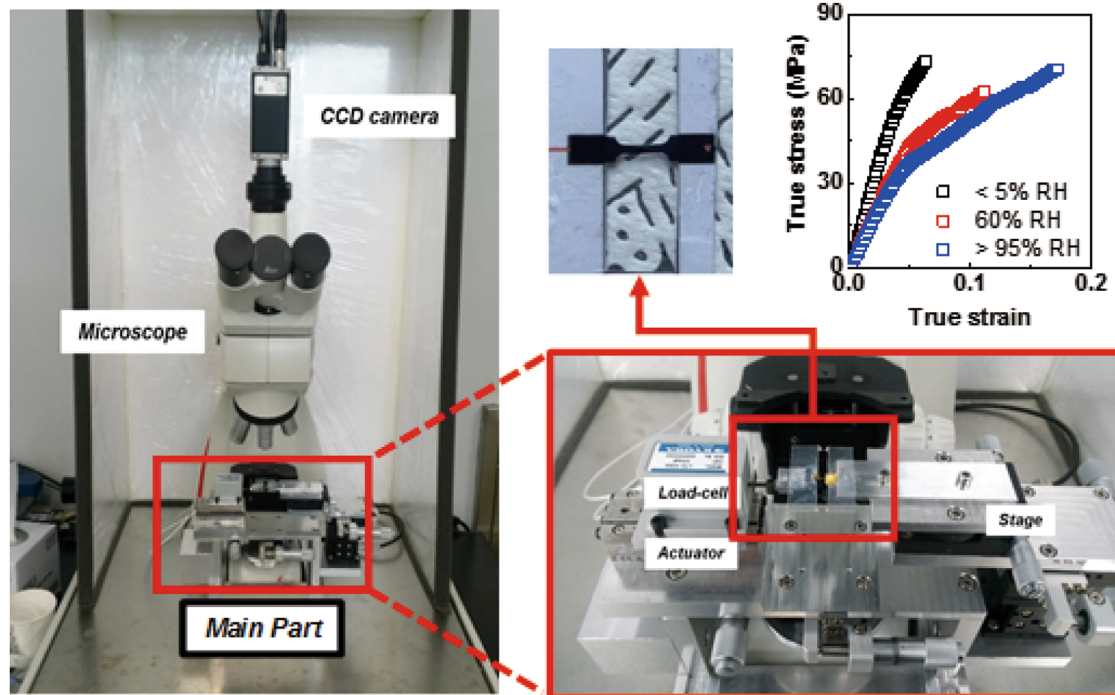 CCD camera
Microscope
Main Part
90
60
30
0
True stress (MPa)
< 5% RH
60% RH
> 95% RH
0.0
0.1
0.2
True strain
Load-cell
Actuator
Stage